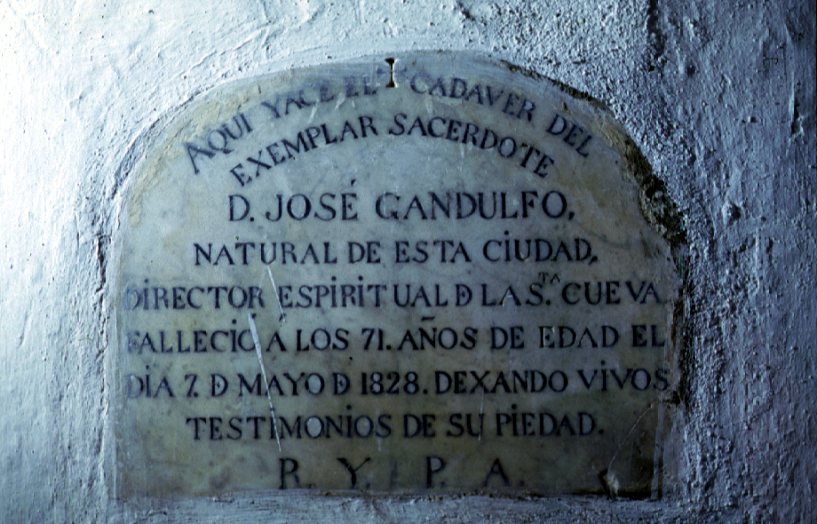 AQUI YACE EL CADAVER DEL
EXEMPLAR SACERDOTE
D. JOSÉ GANDULFO,
NATURAL DE ESTA CIUDAD,
DIRECTOR ESPIRITUAL D LA S.TA CUEVA
FALLECIÓ A LOS 71. AÑOS DE EDAD EL
DIA 7. D MAYO D 1828. DEXANDO VIVOS
TESTIMONIOS DE SU PIEDAD.
R. Y. P. A.